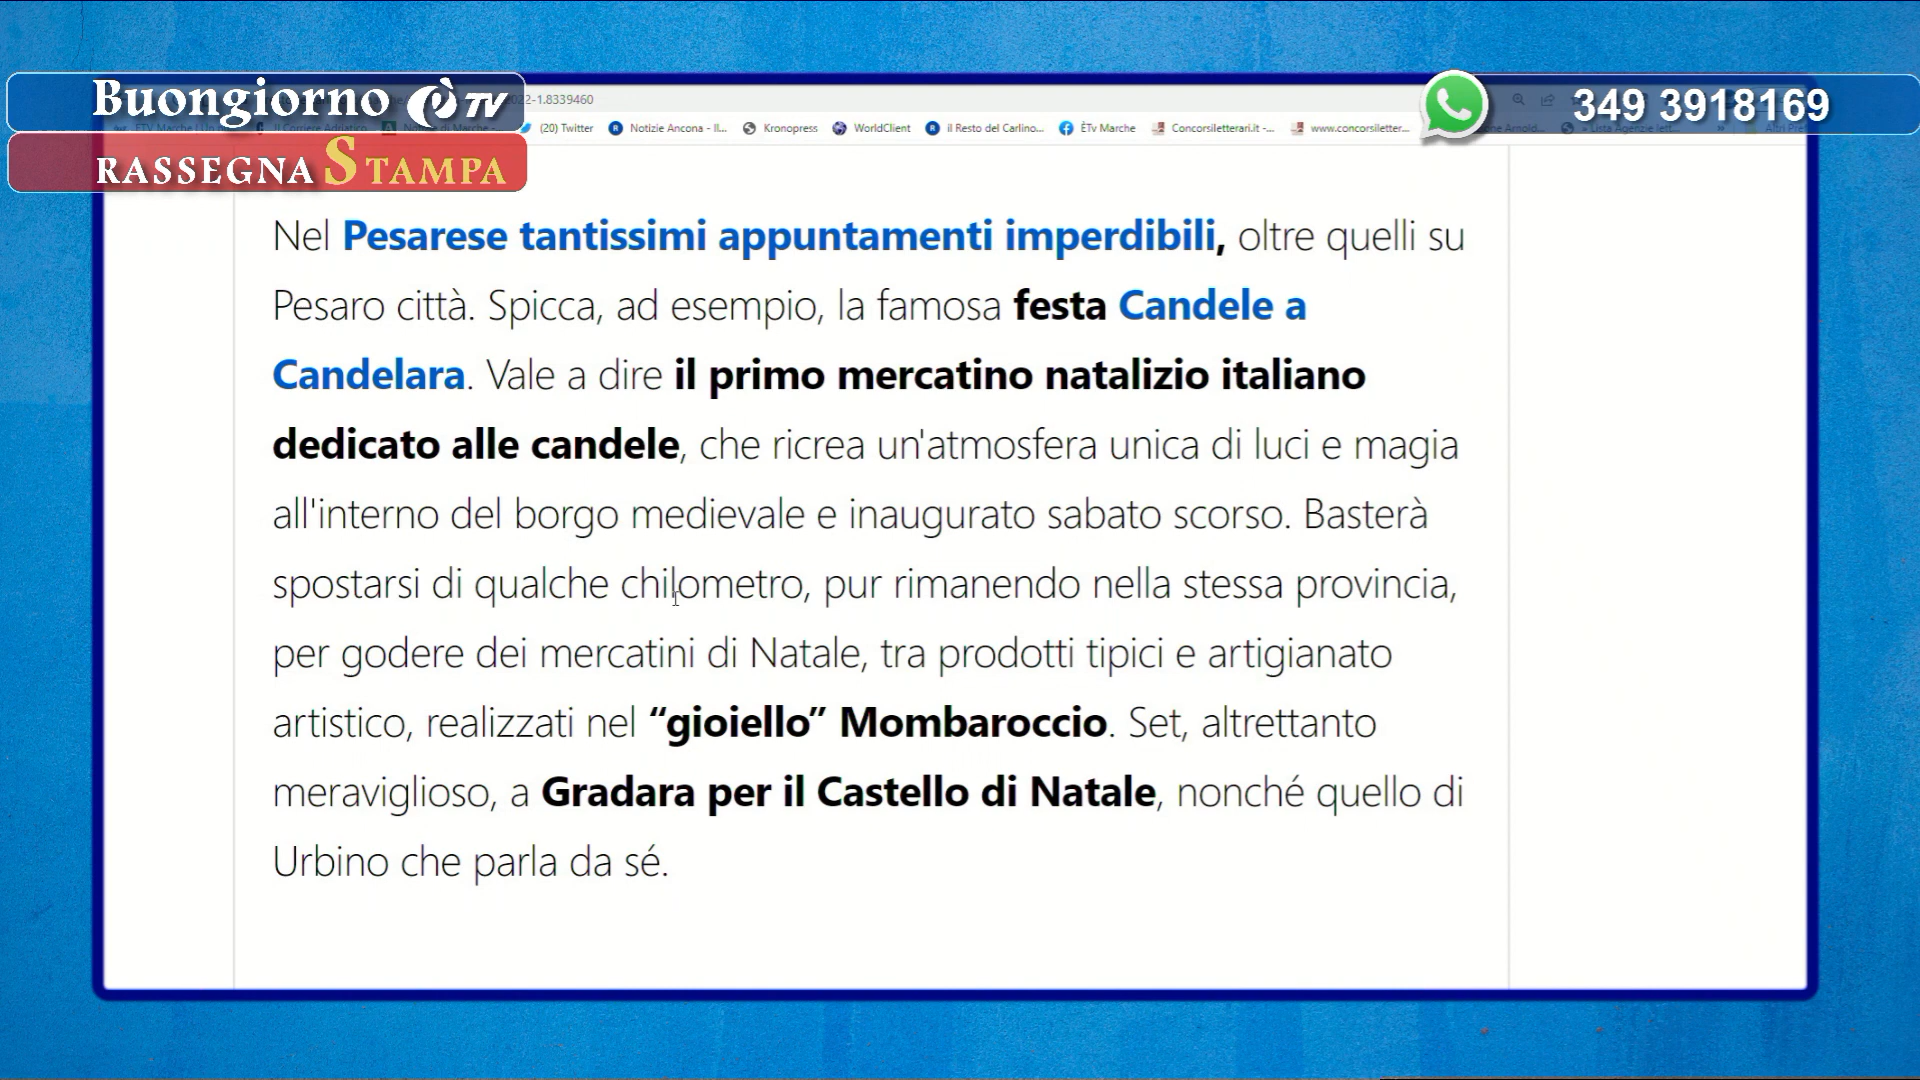 Buongiorno èTV
RASSEGNA STAMPA
22-1.8339460
349 3918169
(20) Twitter
Notizie Ancona - Il...
Kronopress
WorldClient
il Resto del Carlino...
ÈTv Marche
Concorsiletterari.it -...
www.concorsiletter...
Nel Pesarese tantissimi appuntamenti imperdibili, oltre quelli su
Pesaro città. Spicca, ad esempio, la famosa festa Candele a
Candelara. Vale a dire il primo mercatino natalizio italiano
dedicato alle candele, che ricrea un'atmosfera unica di luci e magia
all'interno del borgo medievale e inaugurato sabato scorso. Basterà
spostarsi di qualche chilometro, pur rimanendo nella stessa provincia,
per godere dei mercatini di Natale, tra prodotti tipici e artigianato
artistico, realizzati nel “gioiello” Mombaroccio. Set, altrettanto
meraviglioso, a Gradara per il Castello di Natale, nonché quello di
Urbino che parla da sé.